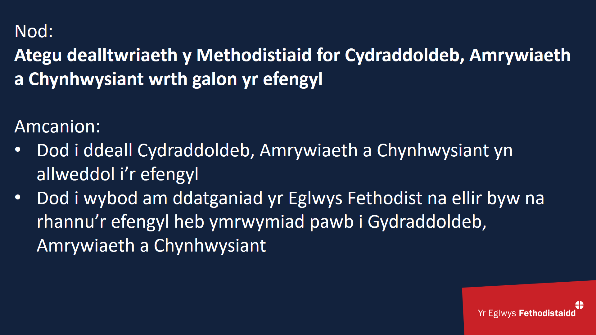 Nod:
Ategu dealltwriaeth y Methodistiaid for Cydraddoldeb, Amrywiaeth
a Chynhwysiant wrth galon yr efengyl
Amcanion:
• Dod i ddeall Cydraddoldeb, Amrywiaeth a Chynhwysiant yn
allweddol i’r efengyl
• Dod i wybod am ddatganiad yr Eglwys Fethodist na ellir byw na
rhannu’r efengyl heb ymrwymiad pawb i Gydraddoldeb,
Amrywiaeth a Chynhwysiant
Yr Eglwys Fethodistaidd